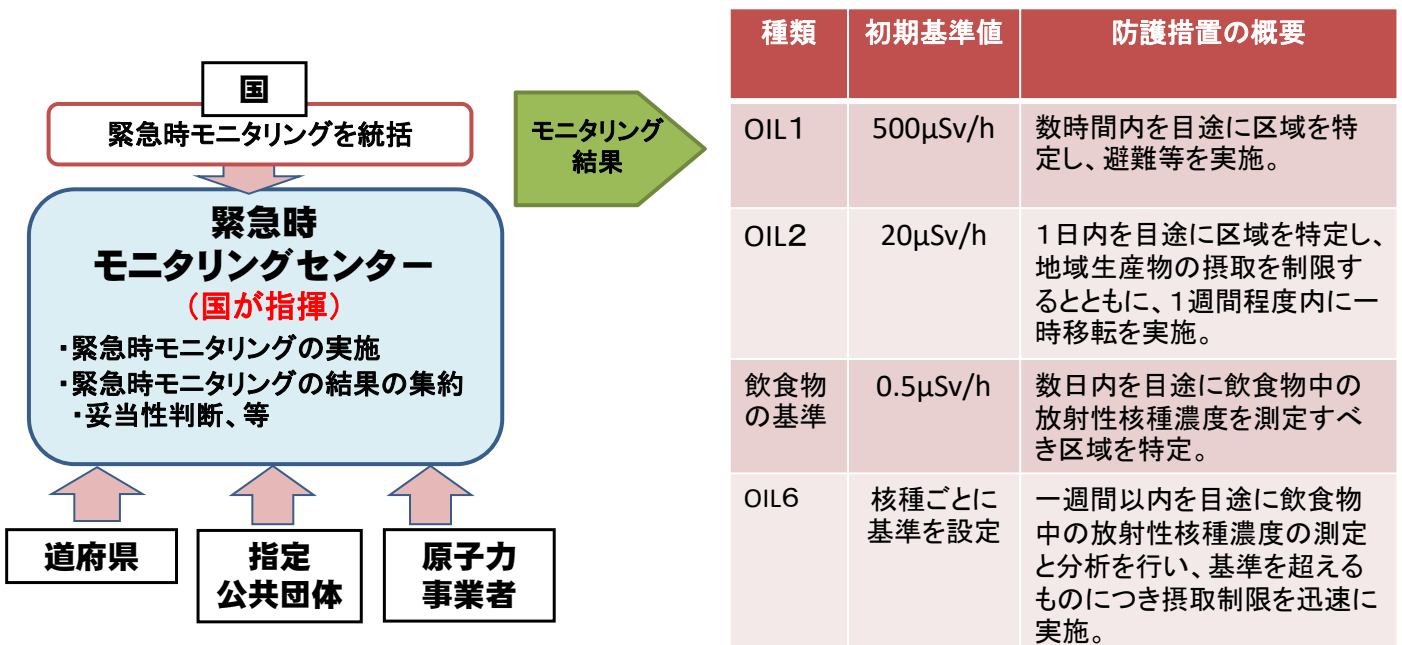 国
緊急時モニタリングを統括
緊急時
モニタリングセンター
（国が指揮）
・緊急時モニタリングの実施
・緊急時モニタリングの結果の集約
・妥当性判断、等
道府県
指定
公共団体
原子力
事業者
モニタリング
結果
種類 初期基準値 防護措置の概要
OIL１ 500μSv/h 数時間内を目途に区域を特
定し、避難等を実施。
OIL２ 20μSv/h １日内を目途に区域を特定し、
地域生産物の摂取を制限す
るとともに、１週間程度内に一
時移転を実施。
飲食物 0.5μSv/h 数日内を目途に飲食物中の
の基準 放射性核種濃度を測定すべ
き区域を特定。
OIL６ 核種ごとに 一週間以内を目途に飲食物
基準を設定 中の放射性核種濃度の測定
と分析を行い、基準を超える
ものにつき摂取制限を迅速に
実施。